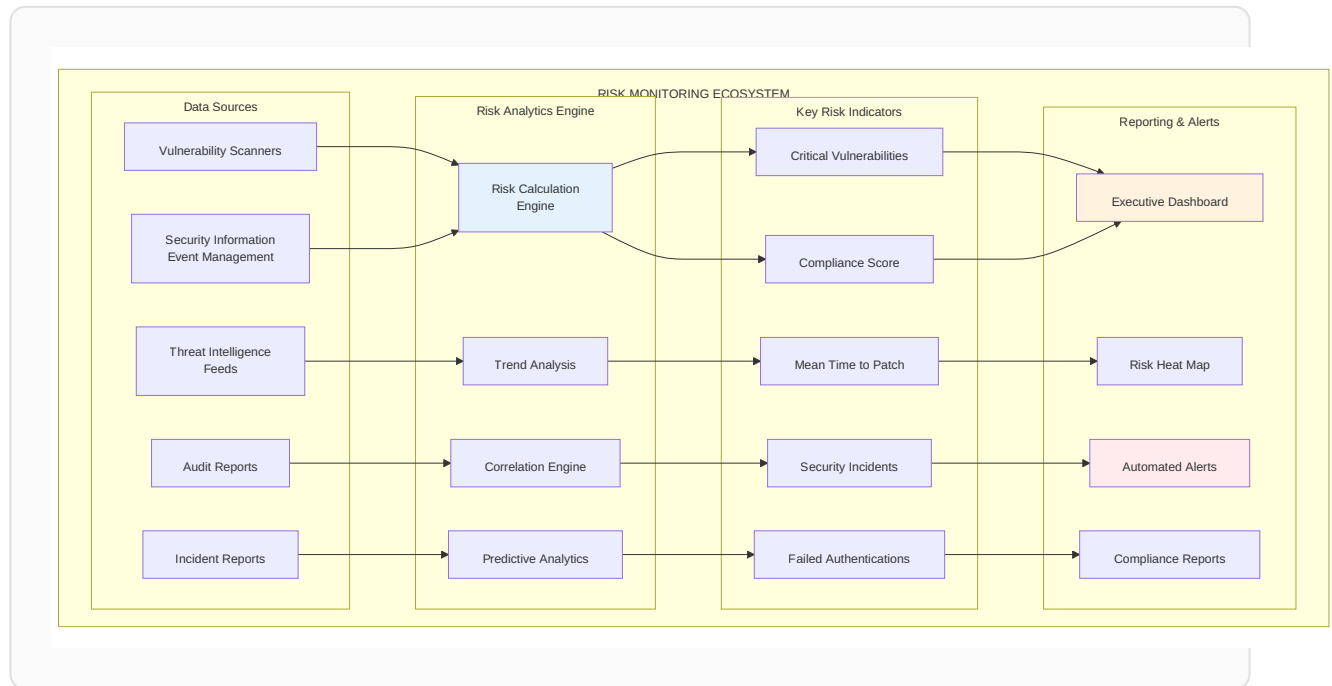 RISK MONITORING ECOSYSTEM
Data Sources
Vulnerability Scanners
Security Information
Event Management
Threat Intelligence
Feeds
Audit Reports
Incident Reports
Risk Analytics Engine
Risk Calculation
Engine
Trend Analysis
Correlation Engine
Predictive Analytics
Key Risk Indicators
Critical Vulnerabilities
Compliance Score
Mean Time to Patch
Security Incidents
Failed Authentications
Reporting & Alerts
Executive Dashboard
Risk Heat Map
Automated Alerts
Compliance Reports